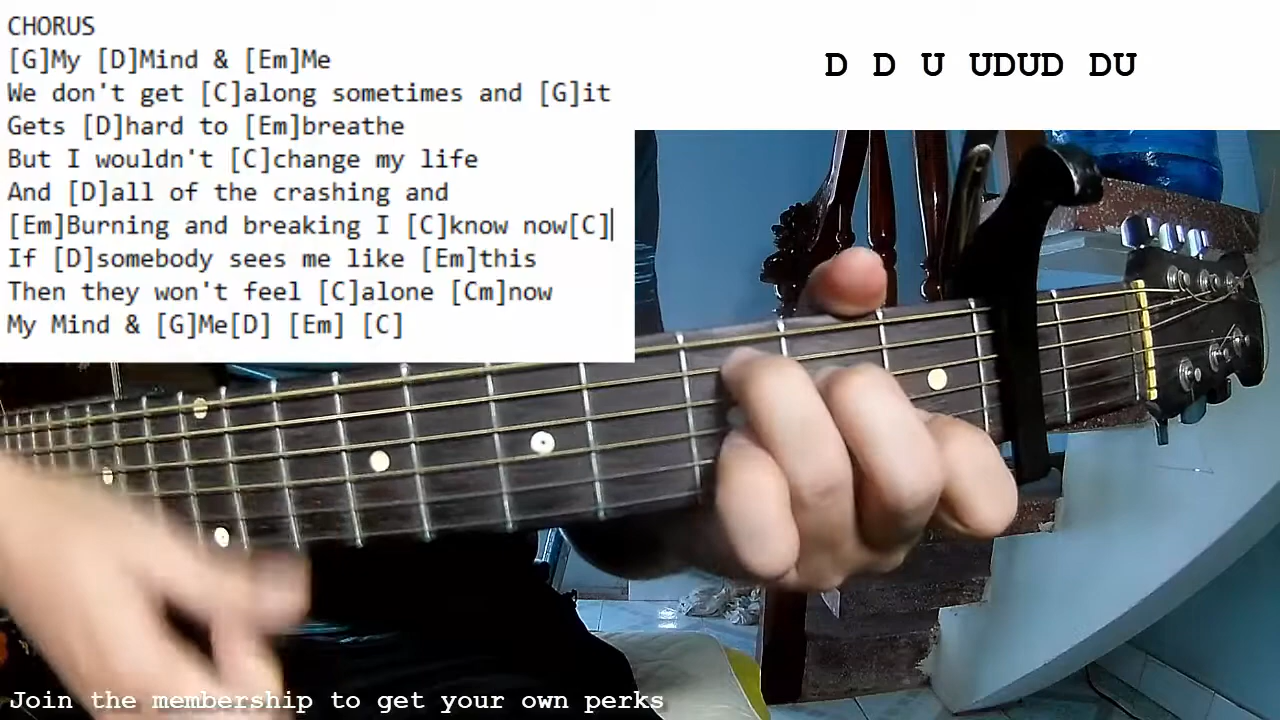 CHORUS
[G]My [D]Mind & [Em]Me
We don't get [C]along sometimes and [G]it
Gets [D]hard to [Em]breathe
But I wouldn't [C]change my life
And [D]all of the crashing and
[Em]Burning and breaking I [C]know now[C]
If [D]somebody sees me like [Em]this
Then they won't feel [C]alone [Cm]now
My Mind & [G]Me[D] [Em] [C]
D D U UDUD DU
Join the membership to get your own perks